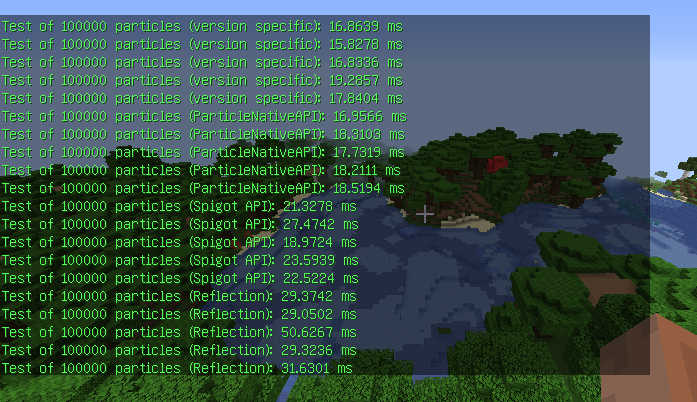 Test of 100000 particles (version specific): 16.8639 ms
Test of 100000 particles (version specific): 15.8278 ms
Test of 100000 particles (version specific): 16.8336 ms
Test of 100000 particles (version specific): 19.2857 ms
Test of 100000 particles (version specific): 17.8404 ms
Test of 100000 particles (ParticleNativeAPI): 16.9566 ms
Test of 100000 particles (ParticleNativeAPI): 18.3103 ms
Test of 100000 particles (ParticleNativeAPI): 17.7319 ms
Test of 100000 particles (ParticleNativeAPI): 18.2111 ms
Test of 100000 particles (ParticleNativeAPI): 18.5194 ms
Test of 100000 particles (Spigot API): 21.3278 ms
Test of 100000 particles (Spigot API): 27.4742 ms
Test of 100000 particles (Spigot API): 18.9724 ms
Test of 100000 particles (Spigot API): 23.5939 ms
Test of 100000 particles (Spigot API): 22.5224 ms
Test of 100000 particles (Reflection): 29.3742 ms
Test of 100000 particles (Reflection): 29.0502 ms
Test of 100000 particles (Reflection): 50.6267 ms
Test of 100000 particles (Reflection): 29.3236 ms
Test of 100000 particles (Reflection): 31.6301 ms